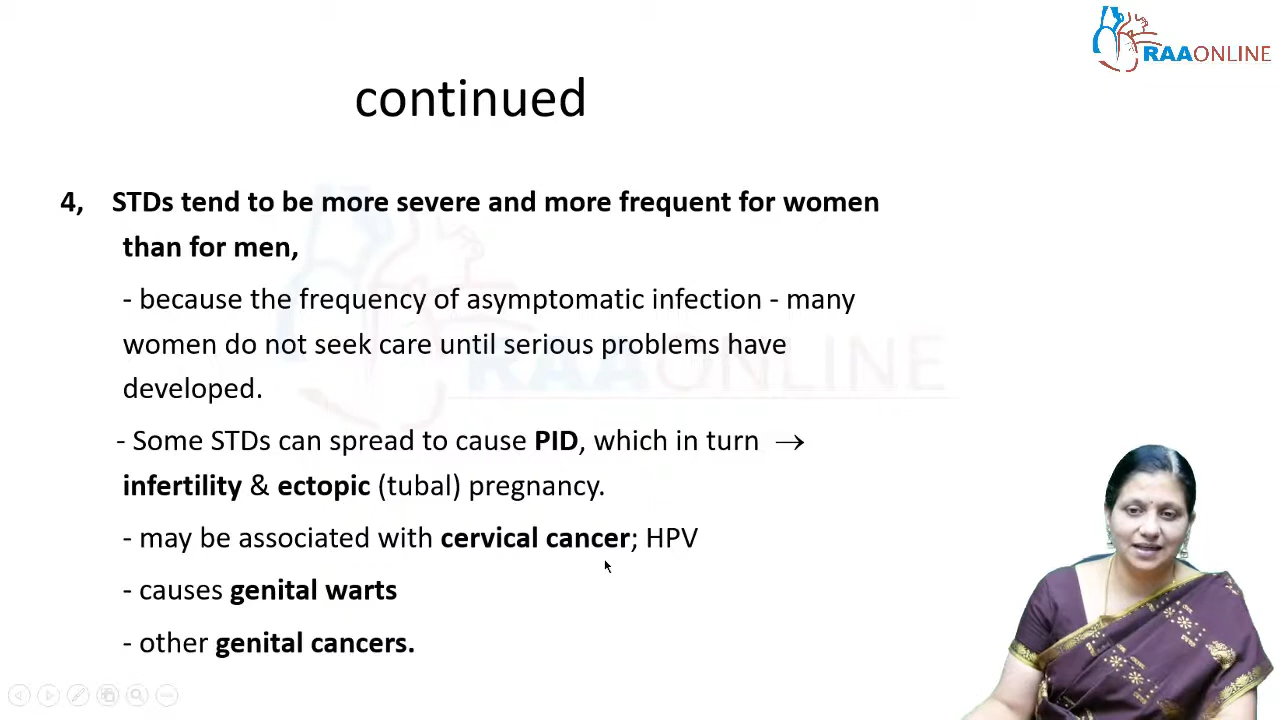 RAAONLINE
continued
4, STDs tend to be more severe and more frequent for women
than for men,
- because the frequency of asymptomatic infection - many
women do not seek care until serious problems have
developed.
- Some STDs can spread to cause PID, which in turn →
infertility & ectopic (tubal) pregnancy.
- may be associated with cervical cancer; HPV
- causes genital warts
- other genital cancers.
RAAONLINE